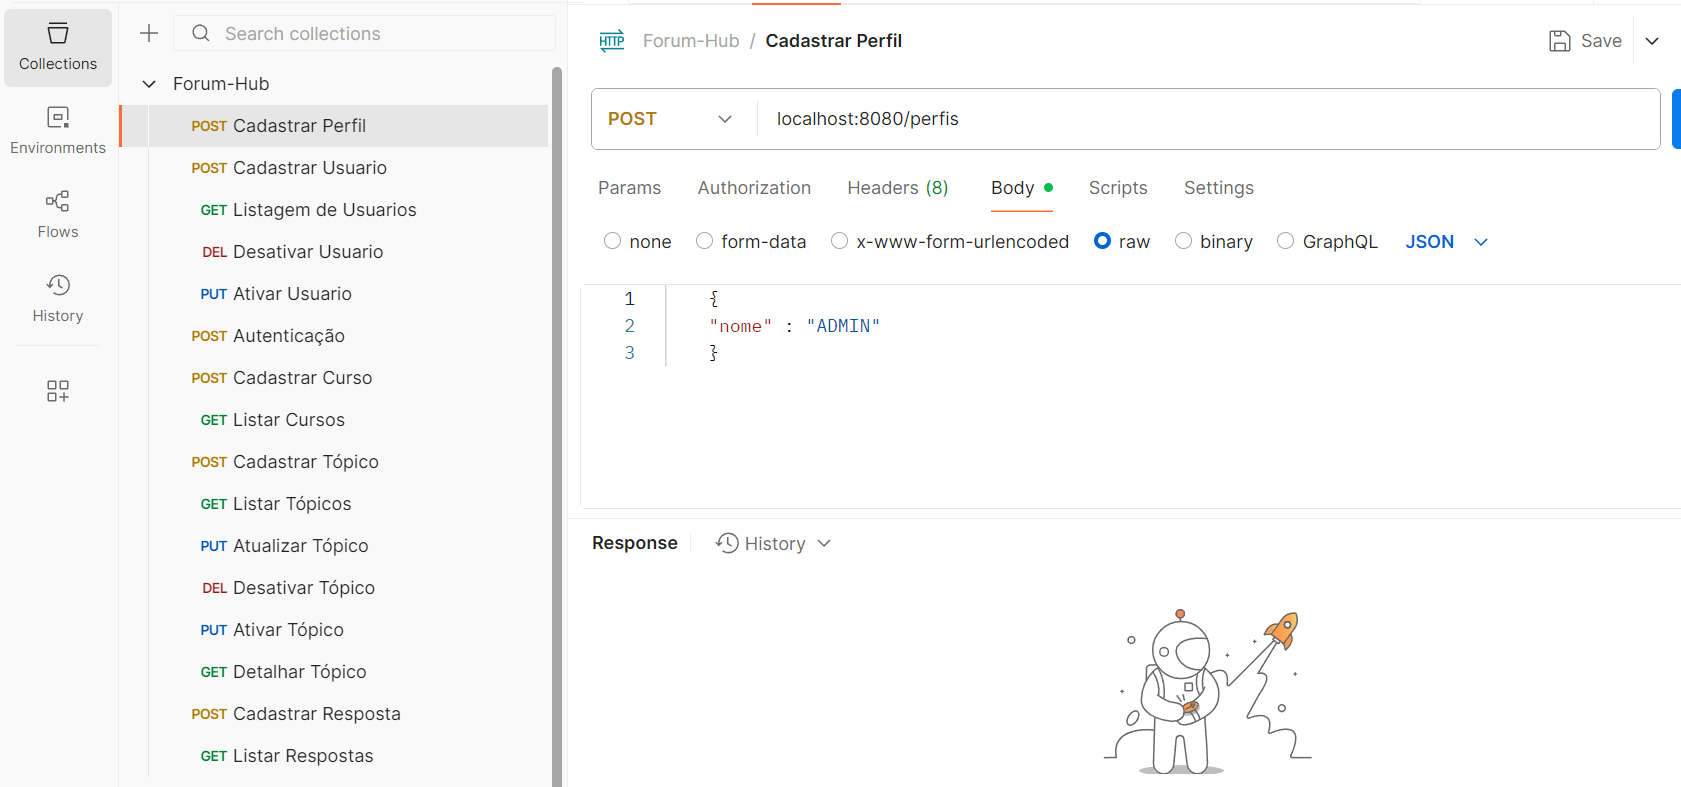 Collections
Environments
Flows
History
Search collections
Forum-Hub
POST Cadastrar Perfil
POST Cadastrar Usuario
GET Listagem de Usuarios
DEL Desativar Usuario
PUT Ativar Usuario
POST Autenticação
POST Cadastrar Curso
GET Listar Cursos
POST Cadastrar Tópico
GET Listar Tópicos
PUT Atualizar Tópico
DEL Desativar Tópico
PUT Ativar Tópico
GET Detalhar Tópico
POST Cadastrar Resposta
GET Listar Respostas
HTTP Forum-Hub / Cadastrar Perfil
Save
POST localhost:8080/perfis
Params Authorization Headers (8) Body Scripts Settings
none form-data x-www-form-urlencoded raw binary GraphQL JSON
1 {
2 "nome" : "ADMIN"
3 }
Response History